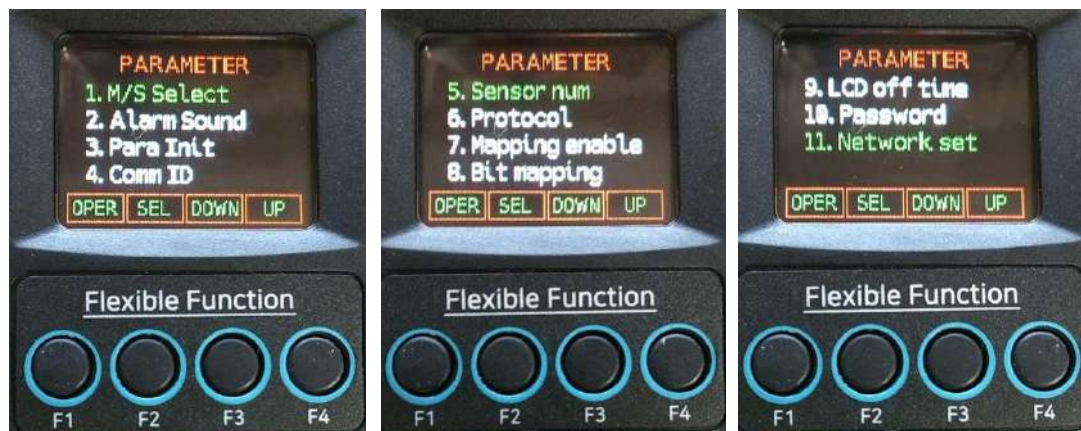 PARAMETER
1. M/S Select
2. Alarm Sound
3. Para Init
4. Comm ID
OPER SEL DOWN UP
Flexible Function
F1 F2 F3 F4
PARAMETER
5. Sensor num
6. Protocol
7. Mapping enable
8. Bit mapping
OPER SEL DOWN UP
Flexible Function
F1 F2 F3 F4
PARAMETER
9. LCD off time
10. Password
11. Network set
OPER SEL DOWN UP
Flexible Function
F1 F2 F3 F4